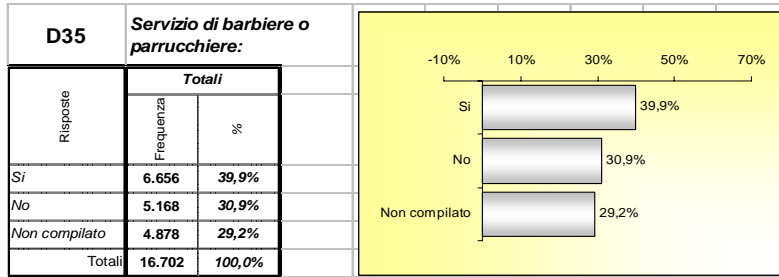 D35
Servizio di barbiere o
parrucchiere:
Risposte
Totali
Frequenza
%
Si 6.656 39,9%
No 5.168 30,9%
Non compilato 4.878 29,2%
Totali 16.702 100,0%
-10% 10% 30% 50% 70%
Si 39,9%
No 30,9%
Non compilato 29,2%